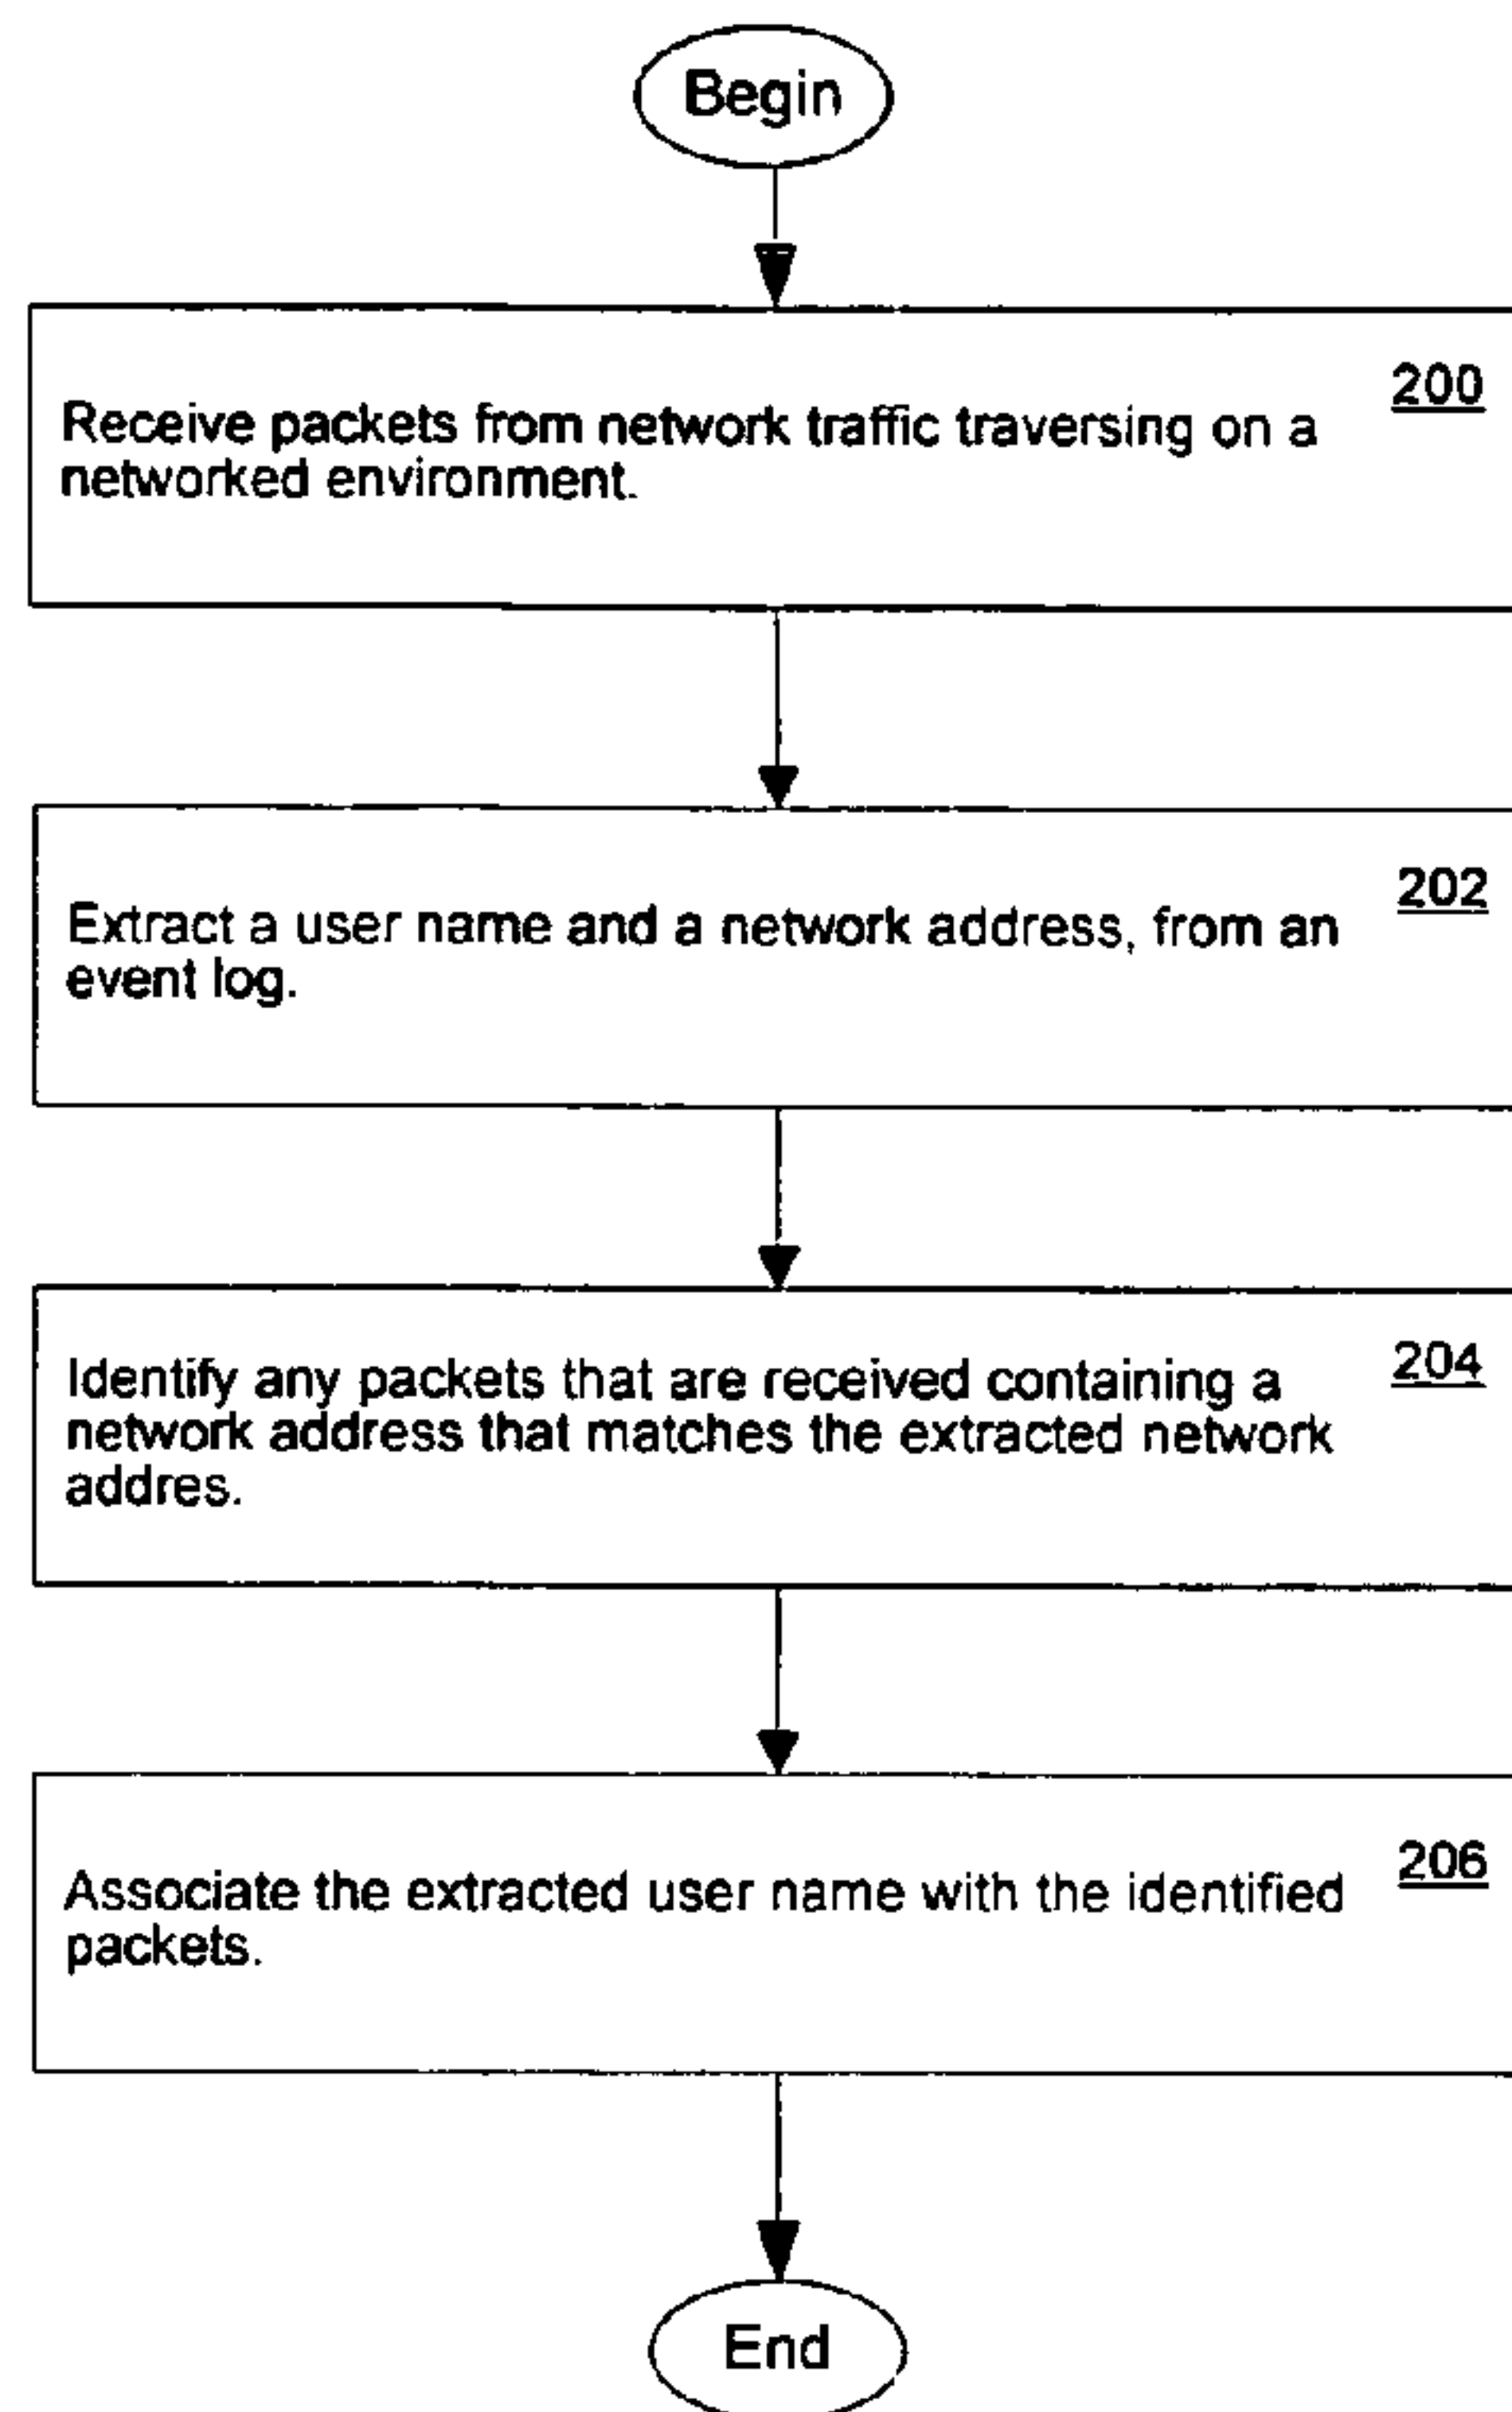 Begin
200
Receive packets from network traffic traversing on a
networked environment.
202
Extract a user name and a network address, from an
event log.
204
Identify any packets that are received containing a
network address that matches the extracted network
addres.
206
Associate the extracted user name with the identified
packets.
End